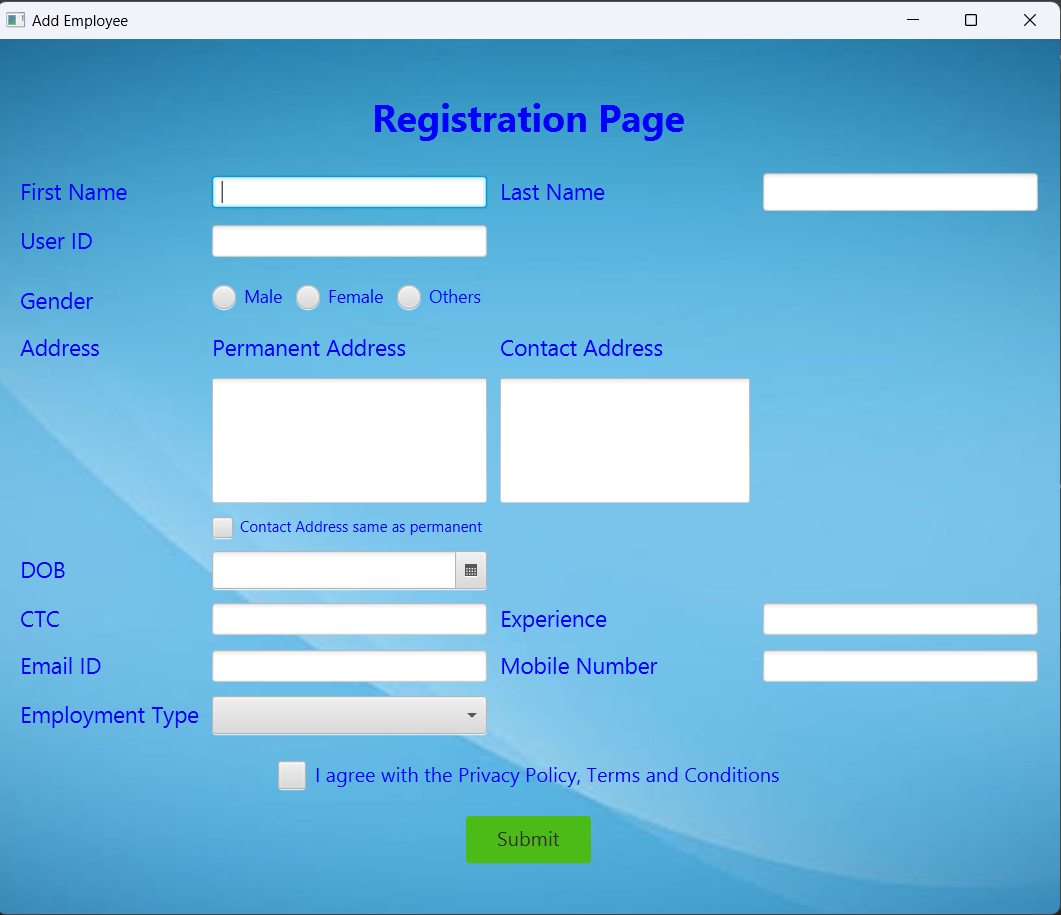 Add Employee
Registration Page
First Name Last Name
User ID
Gender Male Female Others
Address Permanent Address Contact Address
Contact Address same as permanent
DOB
CTC Experience
Email ID Mobile Number
Employment Type
I agree with the Privacy Policy, Terms and Conditions
Submit